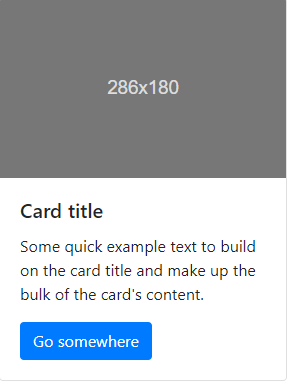 286x180
Card title
Some quick example text to build
on the card title and make up the
bulk of the card's content.
Go somewhere